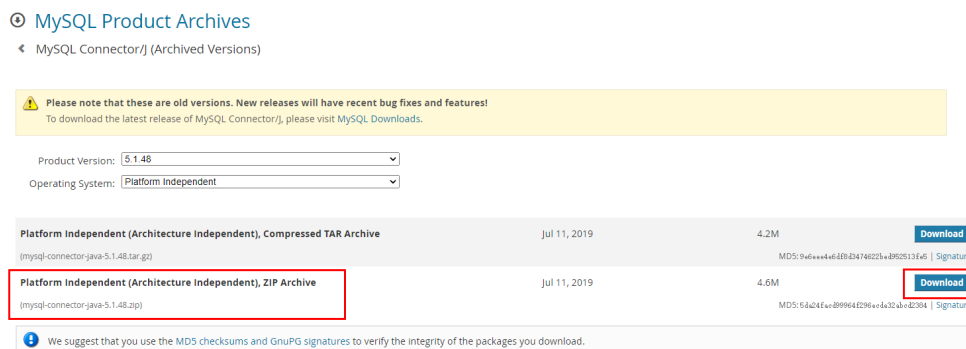 MySQL Product Archives
MySQL Connector/J (Archived Versions)
Please note that these are old versions. New releases will have recent bug fixes and features!
To download the latest release of MySQL Connector/J, please visit MySQL Downloads.
Product Version: 5.1.48
Operating System: Platform Independent
Platform Independent (Architecture Independent), Compressed TAR Archive Jul 11, 2019 4.2M Download
(mysql-connector-java-5.1.48.tar.gz) MD5: | Signatur
Platform Independent (Architecture Independent), ZIP Archive Jul 11, 2019 4.6M Download
(mysql-connector-java-5.1.48.zip) MD5: | Signatur
We suggest that you use the MD5 checksums and GnuPG signatures to verify the integrity of the packages you download.